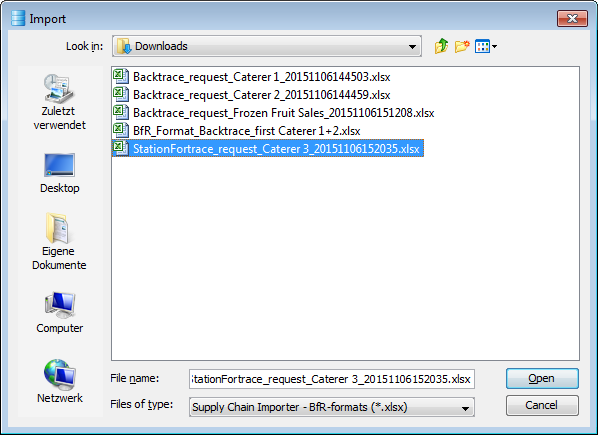 Import
Look in: Downloads
Zuletzt
verwendet
Desktop
Eigene
Dokumente
Computer
Netzwerk
Backtrace_request_Caterer 1_20151106144503.xlsx
Backtrace_request_Caterer 2_20151106144459.xlsx
Backtrace_request_Frozen Fruit Sales_20151106151208.xlsx
BfR_Format_Backtrace_first Caterer 1+2.xlsx
StationFortrace_request_Caterer 3_20151106152035.xlsx
File name: StationFortrace_request_Caterer 3_20151106152035.xlsx
Open
Files of type: Supply Chain Importer - BfR-formats (*.xlsx)
Cancel